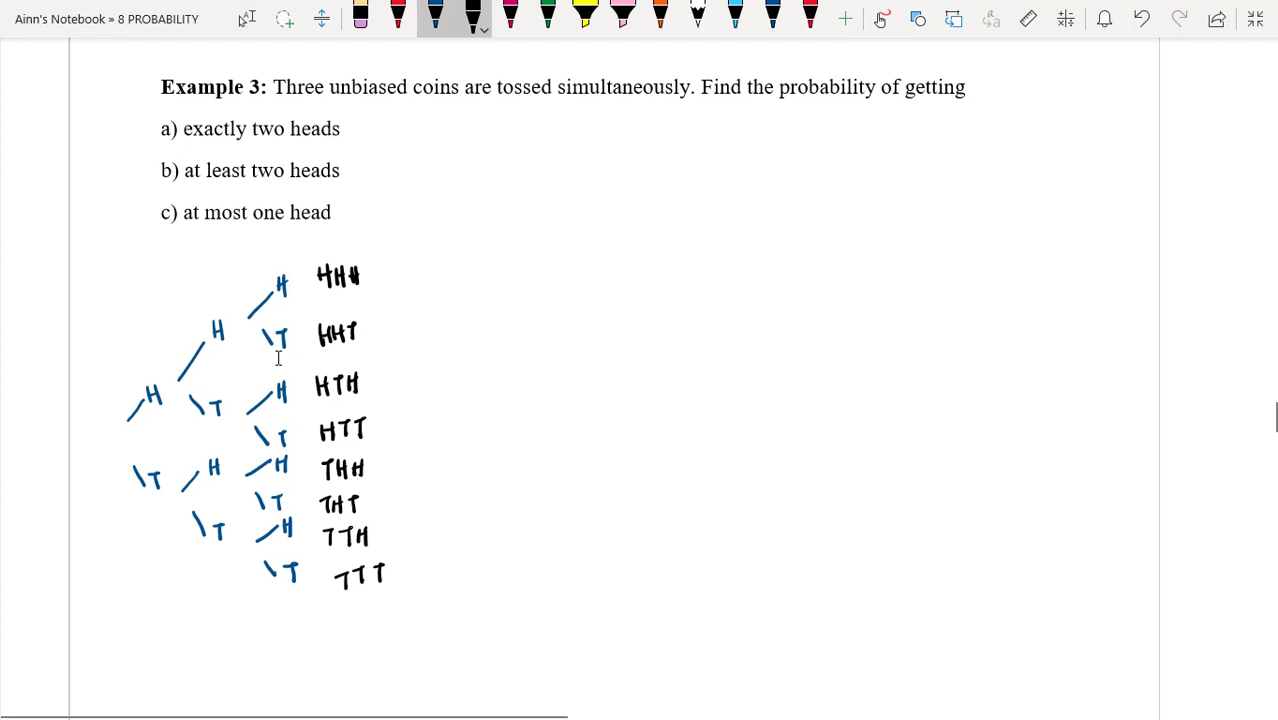 Ainn's Notebook » 8 PROBABILITY
Example 3: Three unbiased coins are tossed simultaneously. Find the probability of getting
a) exactly two heads
b) at least two heads
c) at most one head
H HHH
H T HHT
H T H HTH
T HTT
T H H THH
T THT
T H TTH
T TTT